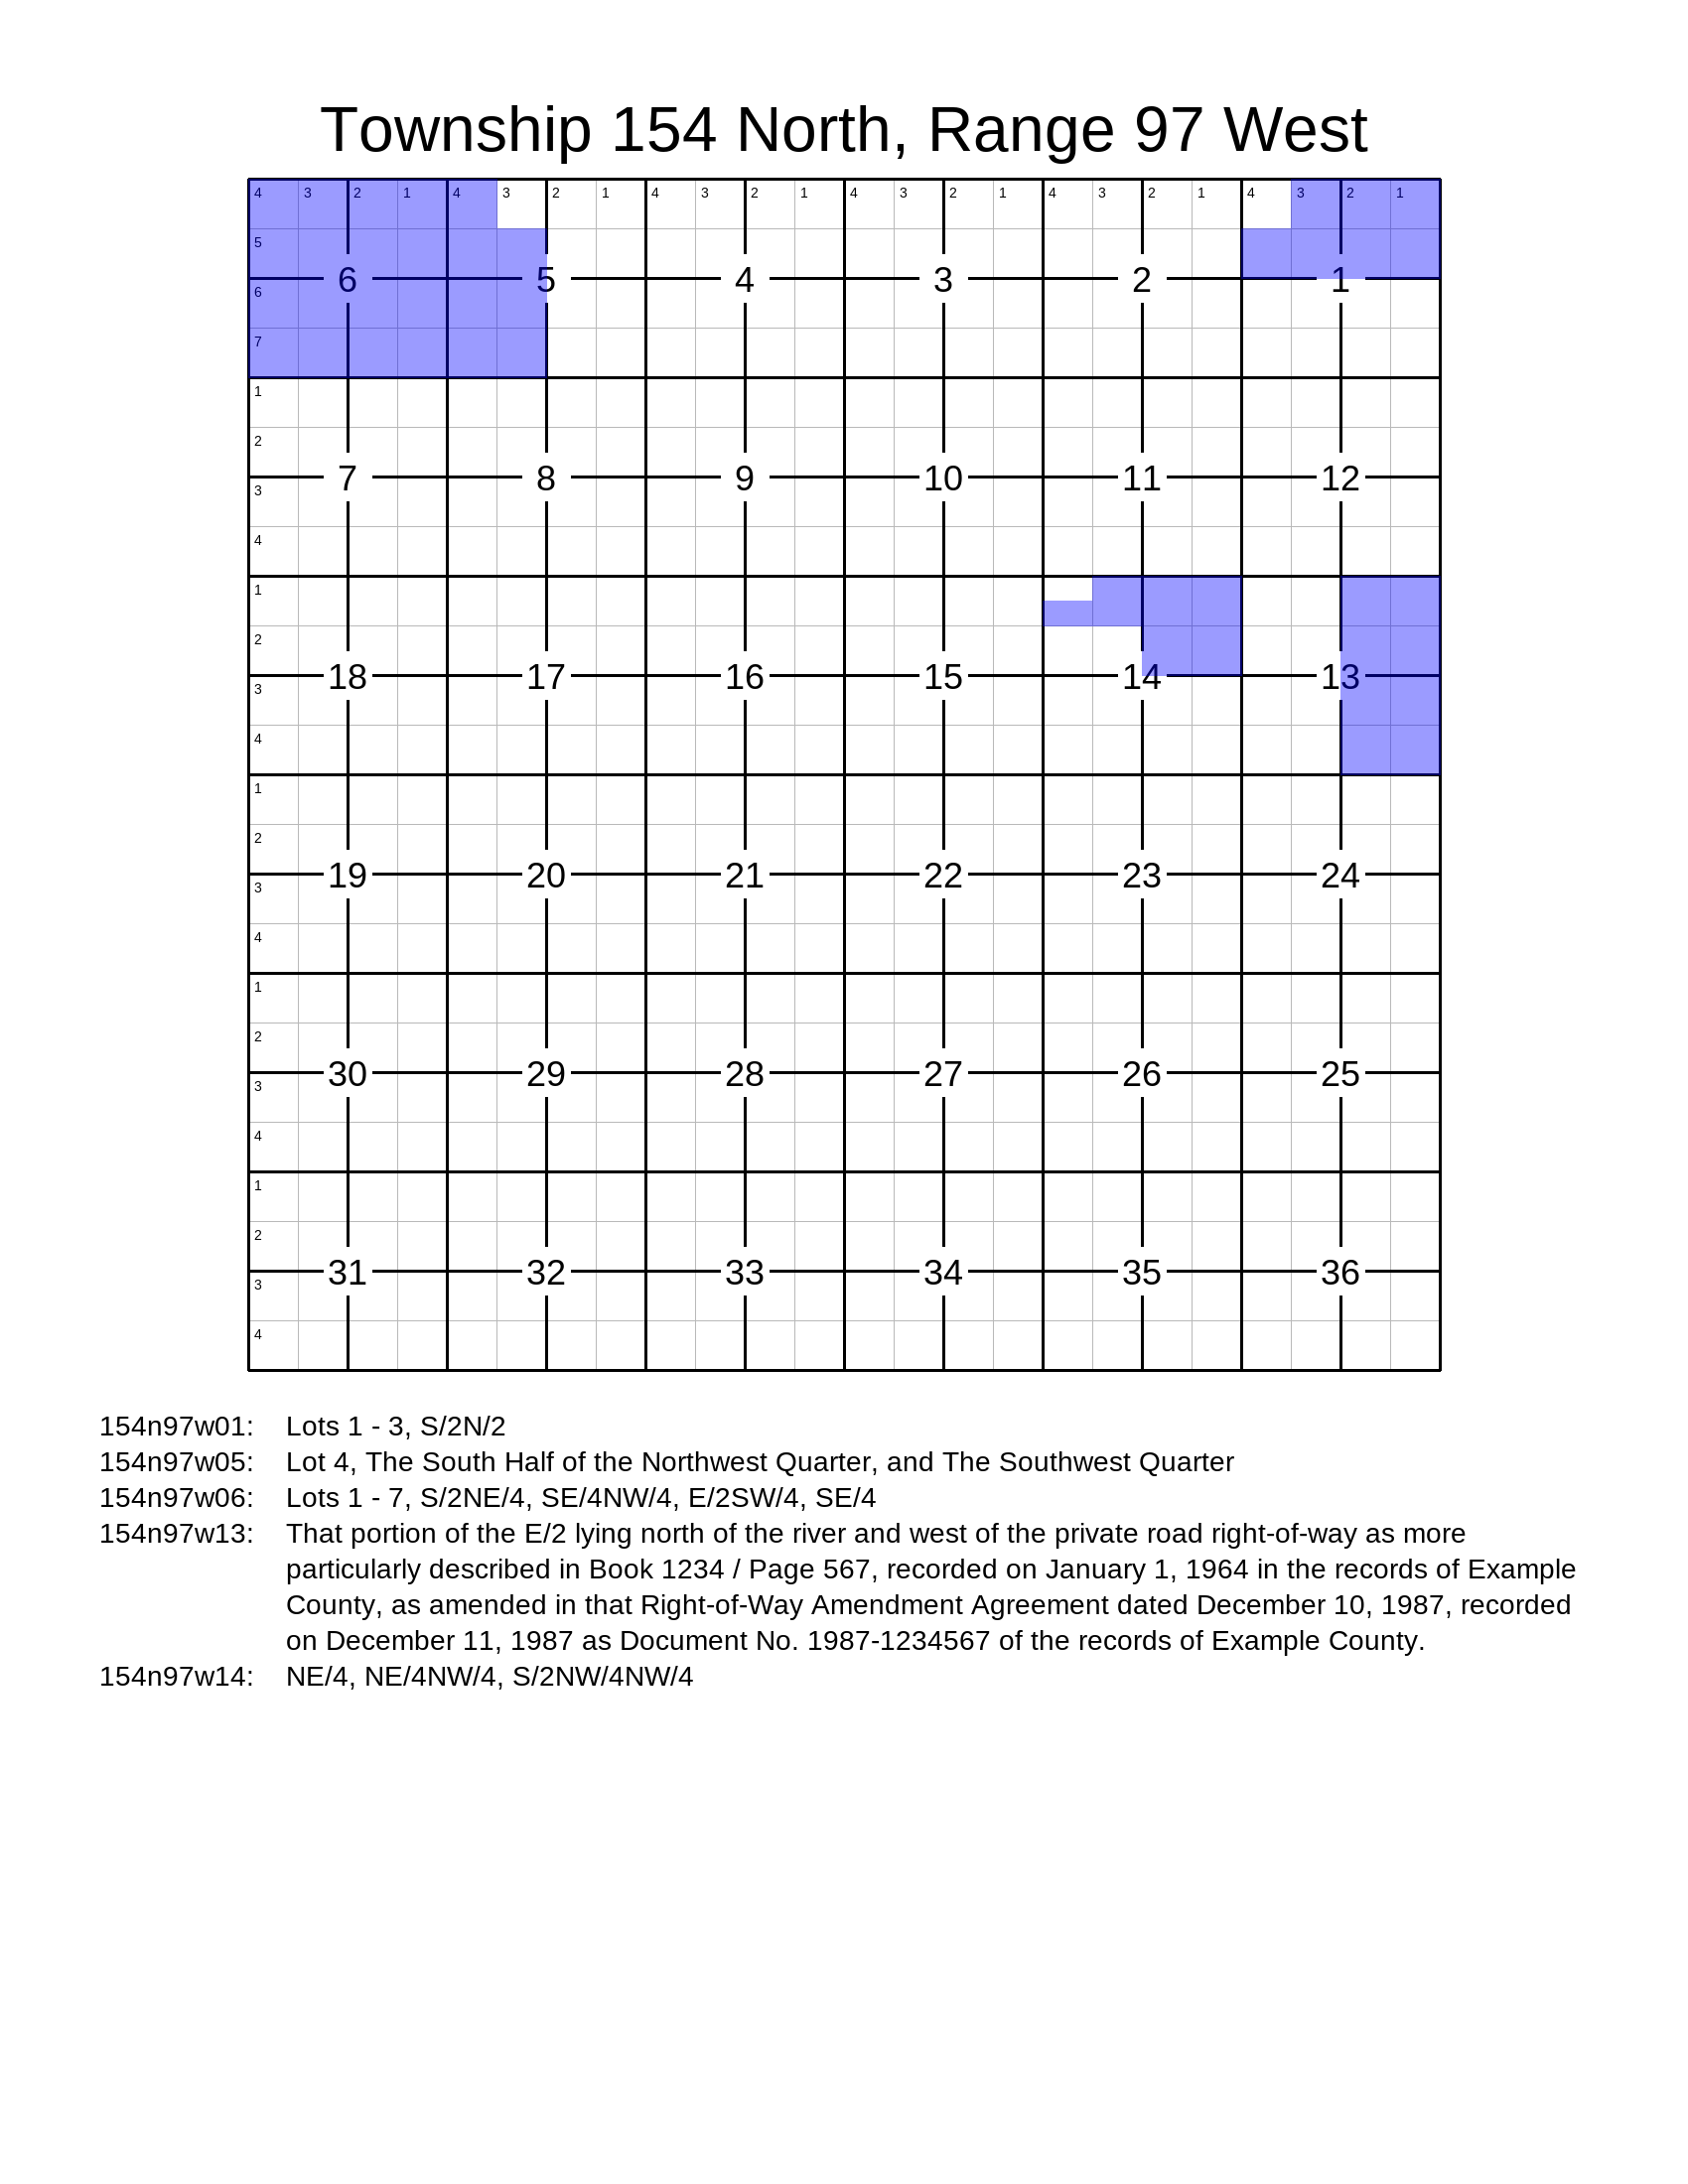 Township 154 North, Range 97 West
4 3 2 1 4 3 2 1 4 3 2 1 4 3 2 1 4 3 2 1 4 3 2 1
5
6 5 4 3 2 1
6
7
1
2
7 8 9 10 11 12
3
4
1
2
18 17 16 15 14 13
3
4
1
2
19 20 21 22 23 24
3
4
1
2
30 29 28 27 26 25
3
4
1
2
31 32 33 34 35 36
3
4
154n97w01: Lots 1 - 3, S/2N/2
154n97w05: Lot 4, The South Half of the Northwest Quarter, and The Southwest Quarter
154n97w06: Lots 1 - 7, S/2NE/4, SE/4NW/4, E/2SW/4, SE/4
154n97w13: That portion of the E/2 lying north of the river and west of the private road right-of-way as more
particularly described in Book 1234 / Page 567, recorded on January 1, 1964 in the records of Example
County, as amended in that Right-of-Way Amendment Agreement dated December 10, 1987, recorded
on December 11, 1987 as Document No. 1987-1234567 of the records of Example County.
154n97w14: NE/4, NE/4NW/4, S/2NW/4NW/4